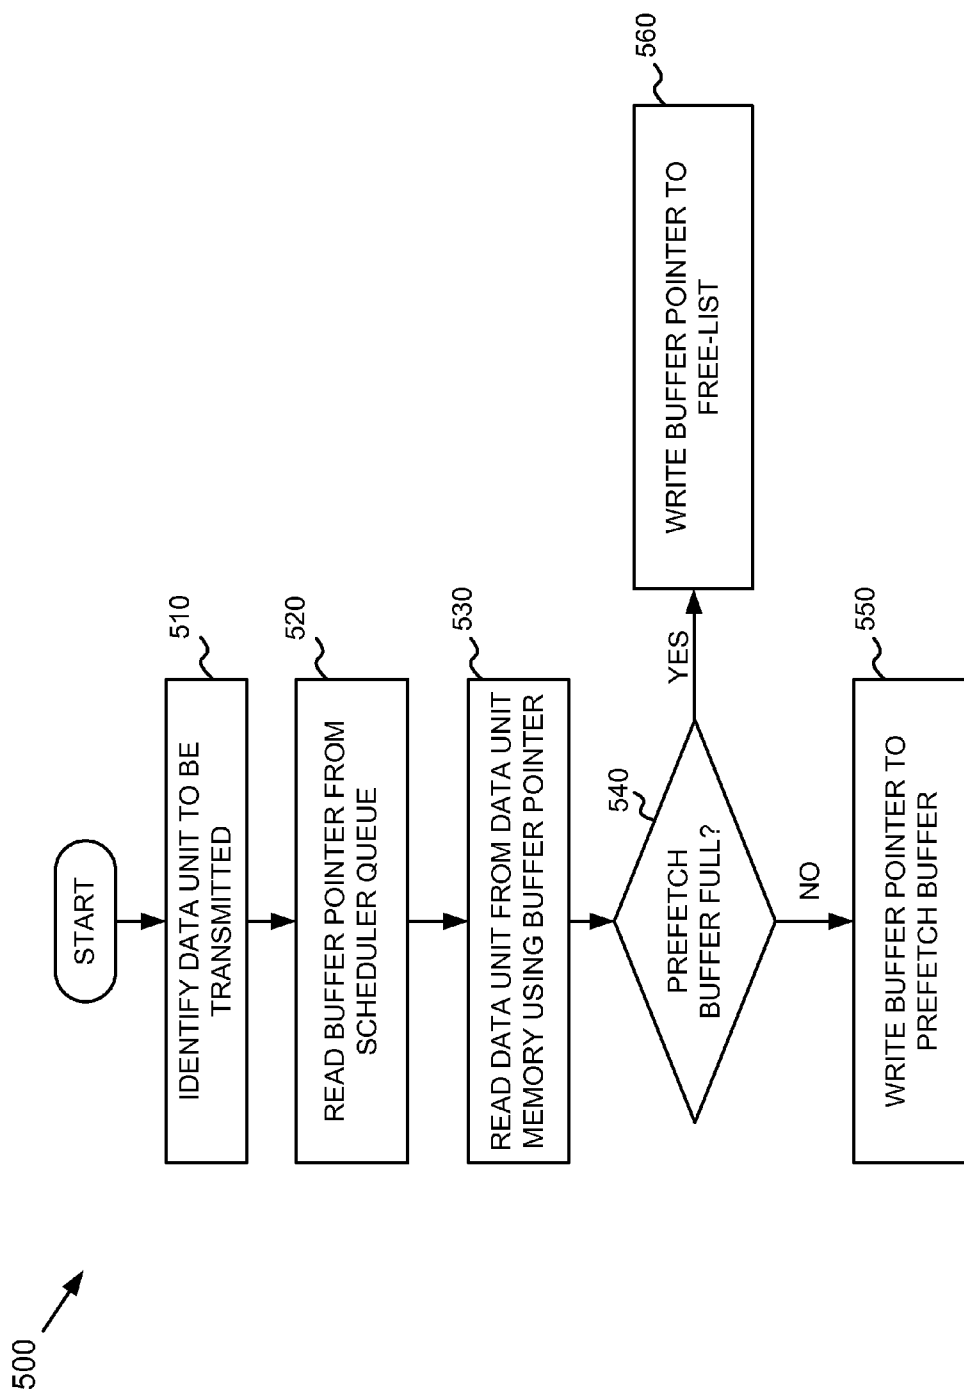 500
START
510
IDENTIFY DATA UNIT TO BE
TRANSMITTED
520
READ BUFFER POINTER FROM
SCHEDULER QUEUE
530
READ DATA UNIT FROM DATA UNIT
MEMORY USING BUFFER POINTER
540
PREFETCH
BUFFER FULL?
YES
560
WRITE BUFFER POINTER TO
FREE-LIST
NO
550
WRITE BUFFER POINTER TO
PREFETCH BUFFER